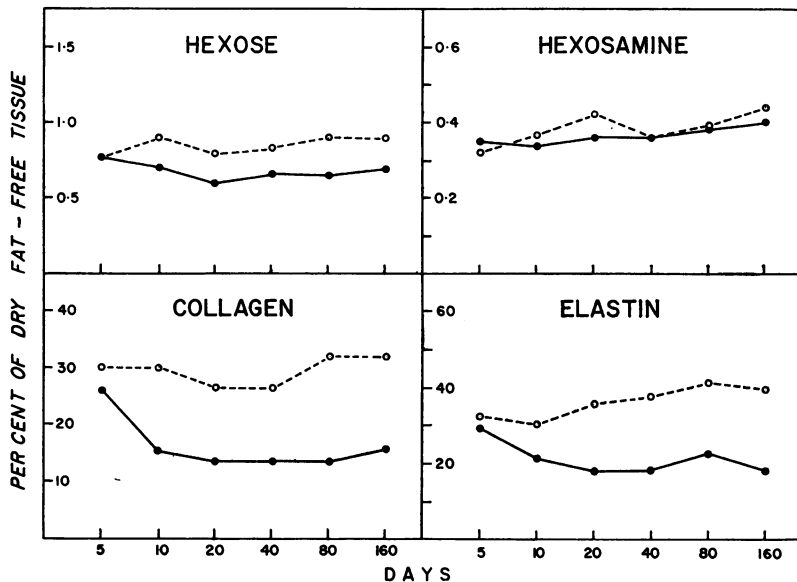 HEXOSE
1.5
1.0
0.5
HEXOSAMINE
0.6
0.4
0.2
COLLAGEN
40
30
20
10
ELASTIN
60
40
20
PER CENT OF DRY FAT-FREE TISSUE
5 10 20 40 80 160
5 10 20 40 80 160
DAYS